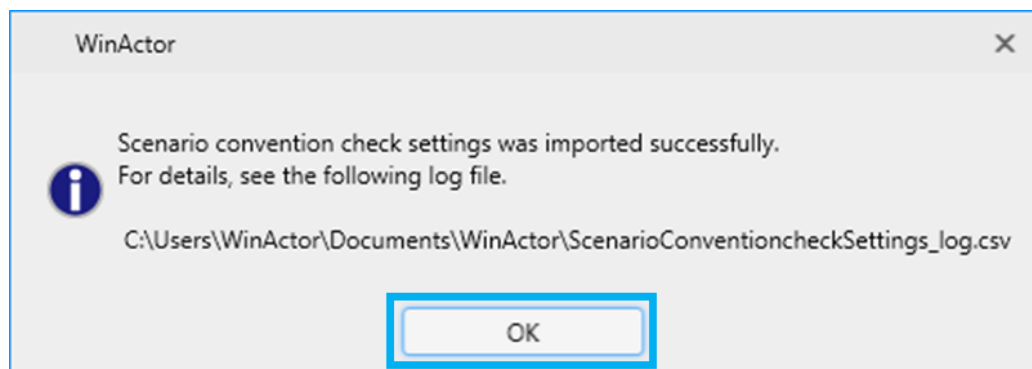 WinActor
Scenario convention check settings was imported successfully.
For details, see the following log file.
C:\Users\WinActor\Documents\WinActor\ScenarioConventioncheckSettings_log.csv
OK